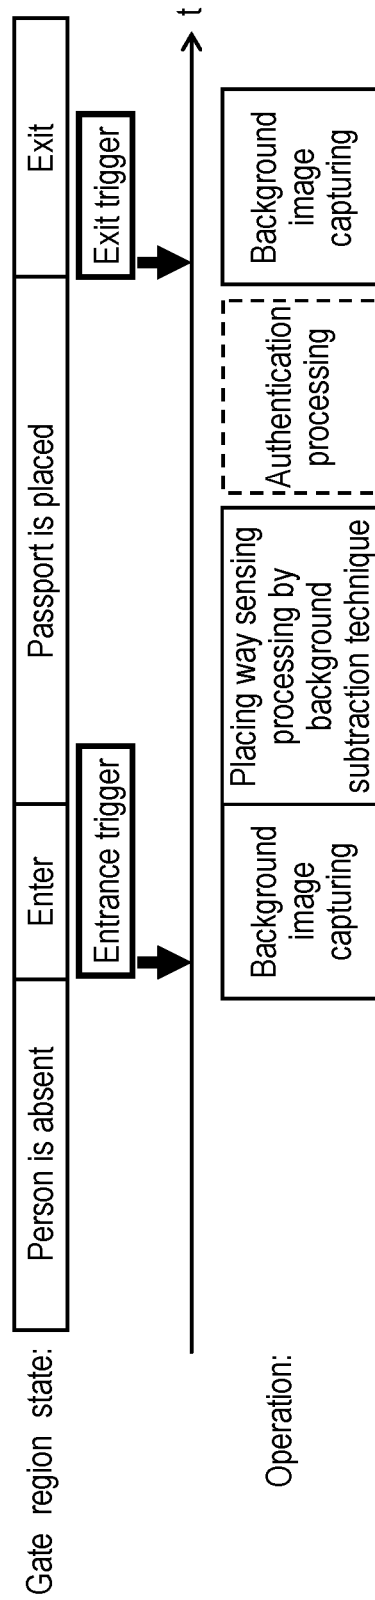 Gate region state:
Person is absent
Enter
Passport is placed
Exit
Entrance trigger
Exit trigger
t
Operation:
Background
image
capturing
Placing way sensing
processing by
background
subtraction technique
Authentication
processing
Background
image
capturing